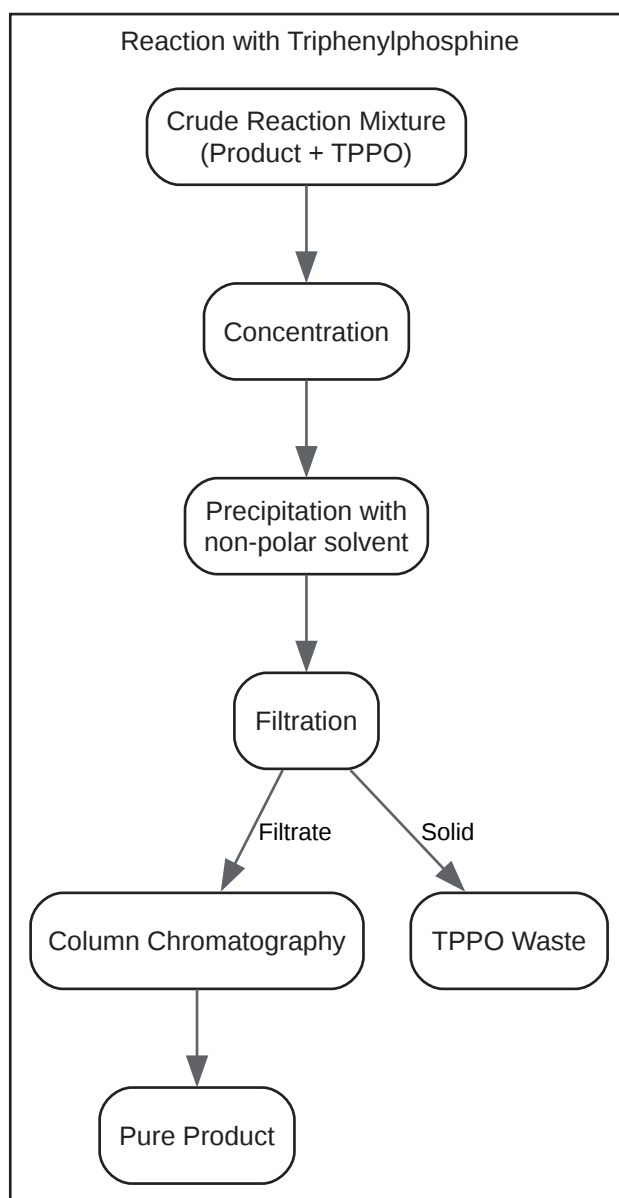 Reaction with Triphenylphosphine
Crude Reaction Mixture
(Product + TPPO)
Concentration
Precipitation with
non-polar solvent
Filtration
Filtrate
Solid
Column Chromatography
TPPO Waste
Pure Product